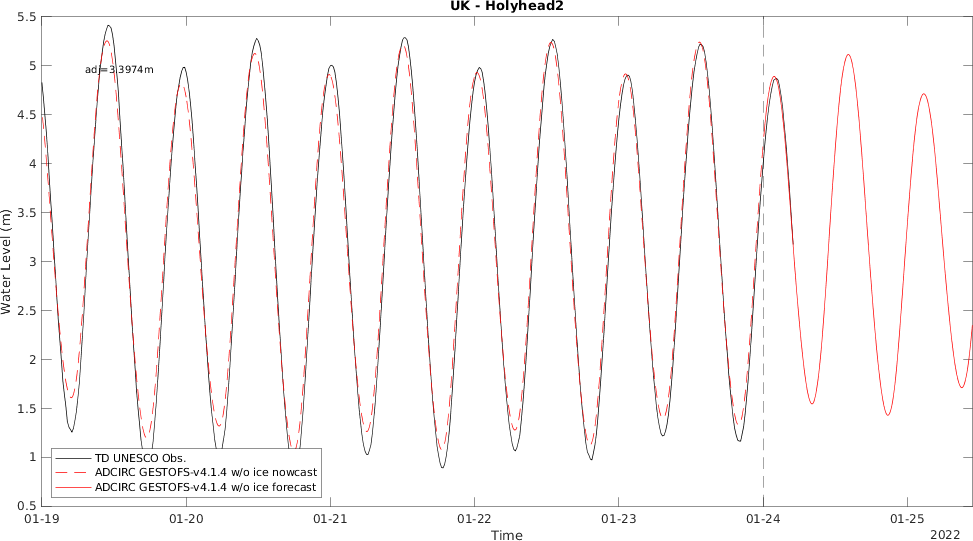 UK - Holyhead2
5.5
5
4.5
4
3.5
3
2.5
2
1.5
1
0.5
Water Level (m)
adj=3.3974m
TD UNESCO Obs.
ADCIRC GESTOFS-v4.1.4 w/o ice nowcast
ADCIRC GESTOFS-v4.1.4 w/o ice forecast
01-19
01-20
01-21
01-22
01-23
01-24
01-25
Time
2022